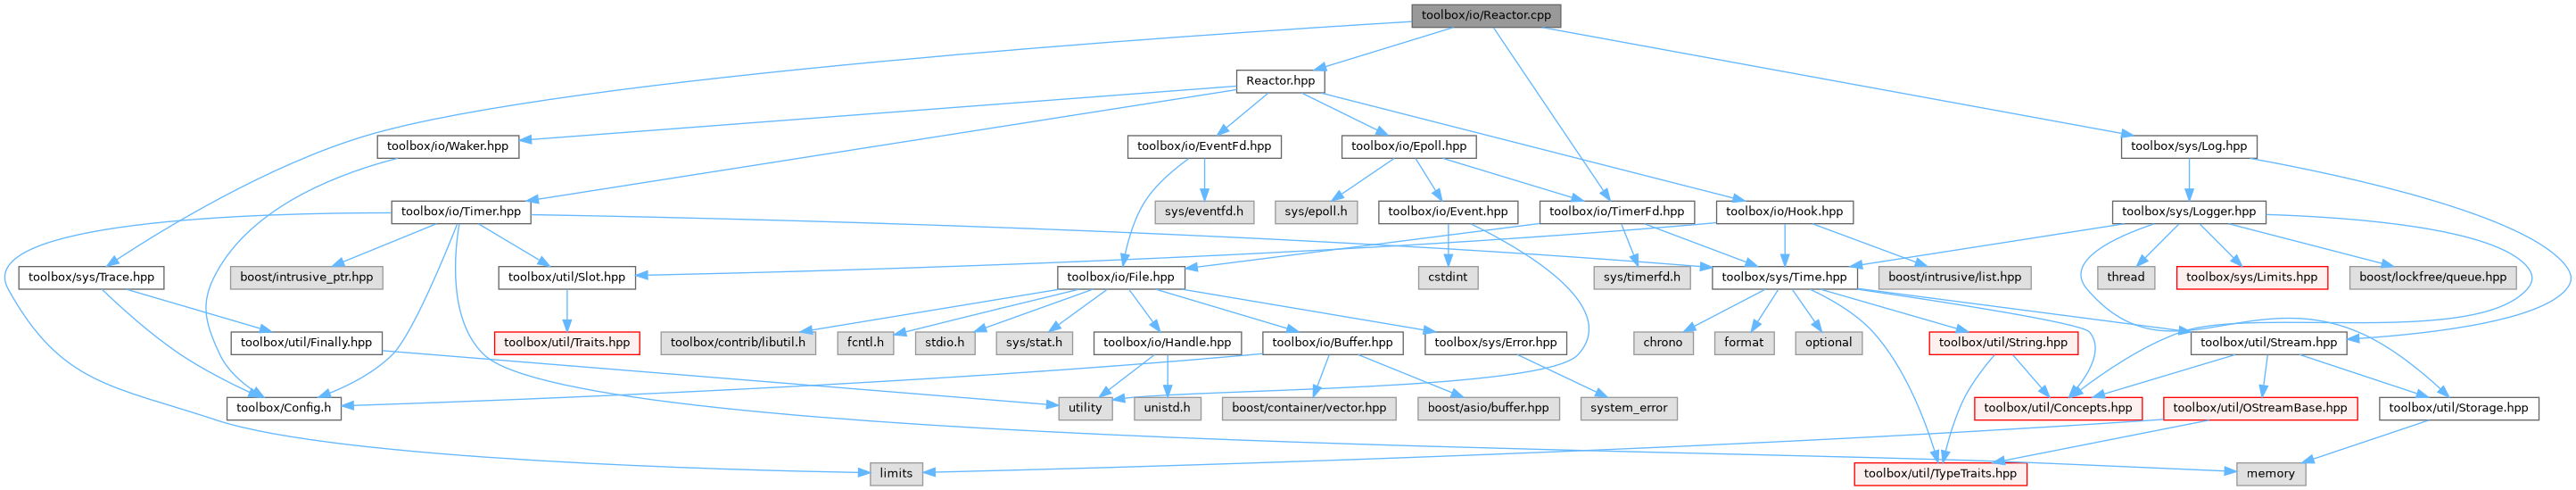 toolbox/io/Reactor.cpp
Reactor.hpp
toolbox/io/Waker.hpp
toolbox/io/EventFd.hpp
toolbox/io/Epoll.hpp
toolbox/sys/Log.hpp
toolbox/io/Timer.hpp
sys/eventfd.h
sys/epoll.h
toolbox/io/Event.hpp
toolbox/io/TimerFd.hpp
toolbox/io/Hook.hpp
toolbox/sys/Logger.hpp
toolbox/sys/Trace.hpp
boost/intrusive_ptr.hpp
toolbox/util/Slot.hpp
toolbox/io/File.hpp
cstdint
sys/timerfd.h
toolbox/sys/Time.hpp
boost/intrusive/list.hpp
thread
toolbox/sys/Limits.hpp
boost/lockfree/queue.hpp
toolbox/util/Finally.hpp
toolbox/util/Traits.hpp
toolbox/contrib/libutil.h
fcntl.h
stdio.h
sys/stat.h
toolbox/io/Handle.hpp
toolbox/io/Buffer.hpp
toolbox/sys/Error.hpp
chrono
format
optional
toolbox/util/String.hpp
toolbox/util/Stream.hpp
toolbox/Config.h
utility
unistd.h
boost/container/vector.hpp
boost/asio/buffer.hpp
system_error
toolbox/util/Concepts.hpp
toolbox/util/OStreamBase.hpp
toolbox/util/Storage.hpp
limits
toolbox/util/TypeTraits.hpp
memory